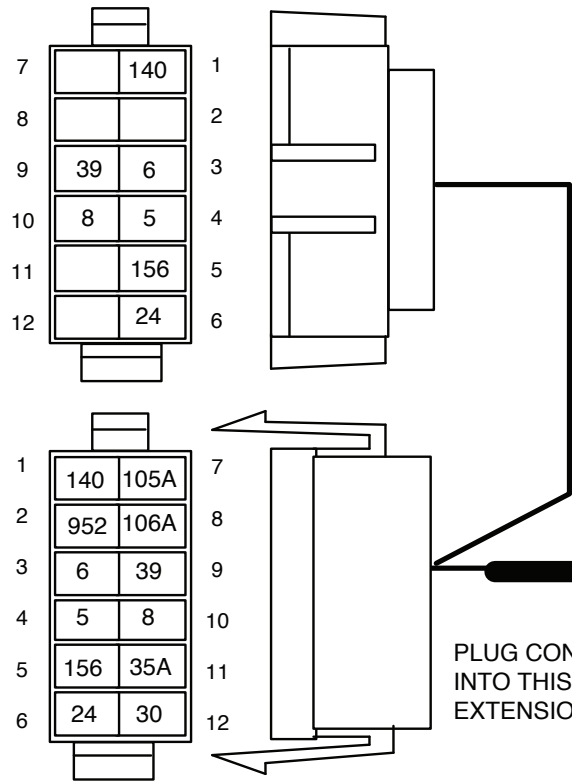 7 140 1
8 2
9 39 6 3
10 8 5 4
11 156 5
12 24 6
1 140 105A 7
2 952 106A 8
3 6 39 9
4 5 8 10
5 156 35A 11
6 24 30 12
PLUG CON
INTO THIS
EXTENSIO